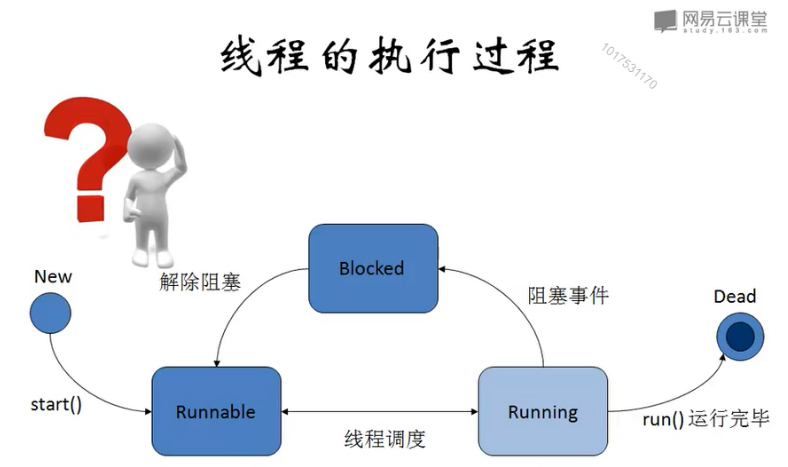 网易云课堂
study.163.com
线程的执行过程
1017531170
Blocked
New
解除阻塞
阻塞事件
Dead
start()
Runnable
Running
run() 运行完毕
线程调度